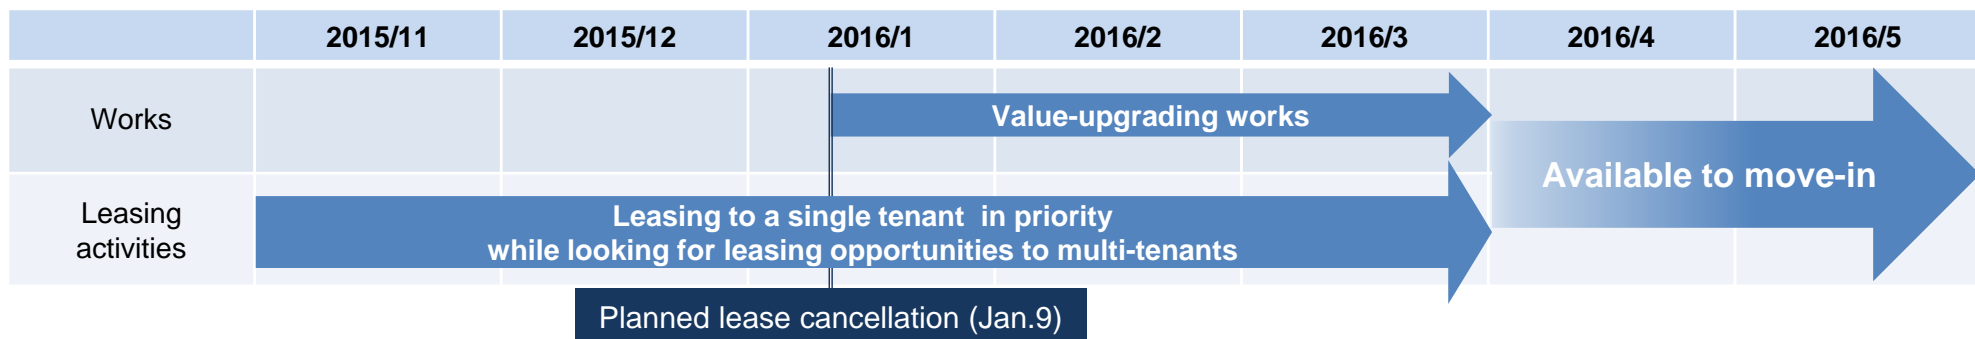 2015/11 2015/12 2016/1 2016/2 2016/3 2016/4 2016/5
Works
Value-upgrading works
Available to move-in
Leasing
activities
Leasing to a single tenant in priority
while looking for leasing opportunities to multi-tenants
Planned lease cancellation (Jan.9)